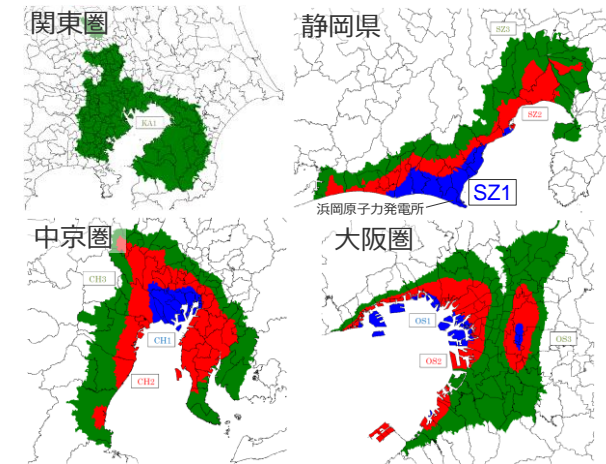 関東圏
KA1
静岡県
SZ3
SZ2
SZ1
浜岡原子力発電所
中京圏
CH3
CH1
CH2
大阪圏
OS1
OS2
OS3